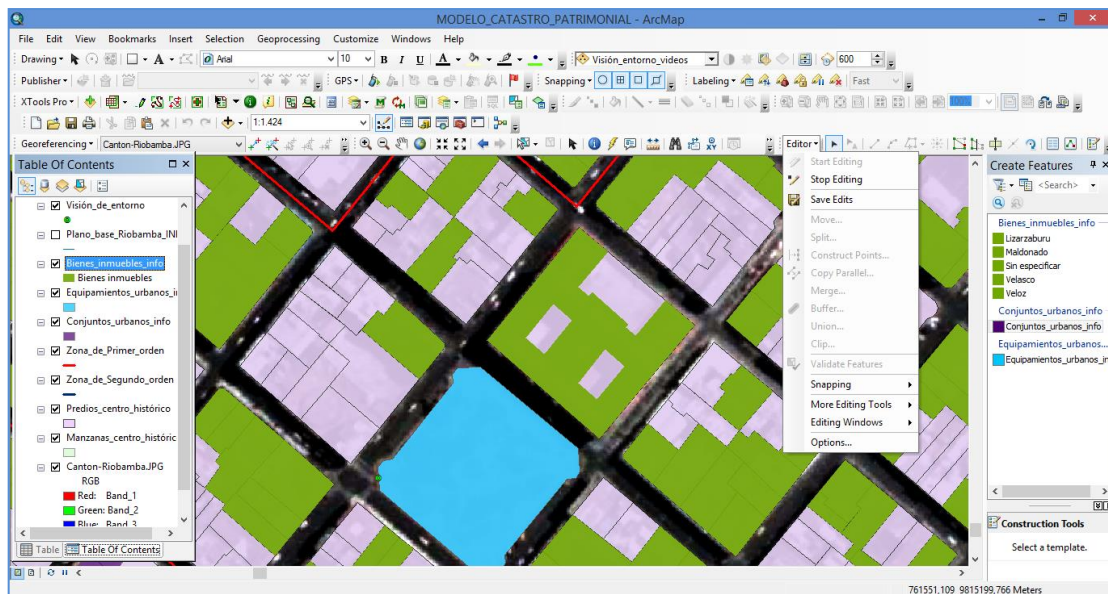 MODELO_CATASTRO_PATRIMONIAL - ArcMap
File Edit View Bookmarks Insert Selection Geoprocessing Customize Windows Help
Drawing Arial 10 B I U A Visión_entorno_videos 600
Publisher GPS Snapping Labeling Fast
XTools Pro 100%
1:1.424
Georeferencing Canton-Riobamba.JPG Editor
Table Of Contents
Visión_de_entorno
Plano_base_Riobamba_INI
Bienes_inmuebles_info
Bienes inmuebles
Equipamientos_urbanos_i
Conjuntos_urbanos_info
Zona_de_Primer_orden
Zona_de_Segundo_orden
Predios_centro_histórico
Manzanas_centro_históric
Canton-Riobamba.JPG
RGB
Red: Band_1
Green: Band_2
Blue: Band_3
Table Table Of Contents
Start Editing
Stop Editing
Save Edits
Move...
Split...
Construct Points...
Copy Parallel...
Merge...
Buffer...
Union...
Clip...
Validate Features
Snapping
More Editing Tools
Editing Windows
Options...
Create Features
<Search>
Bienes_inmuebles_info
Lizarzaburu
Maldonado
Sin especificar
Velasco
Veloz
Conjuntos_urbanos_info
Conjuntos_urbanos_info
Equipamientos_urbanos...
Equipamientos_urbanos_ir
Construction Tools
Select a template.
761551,109 9815199,766 Meters